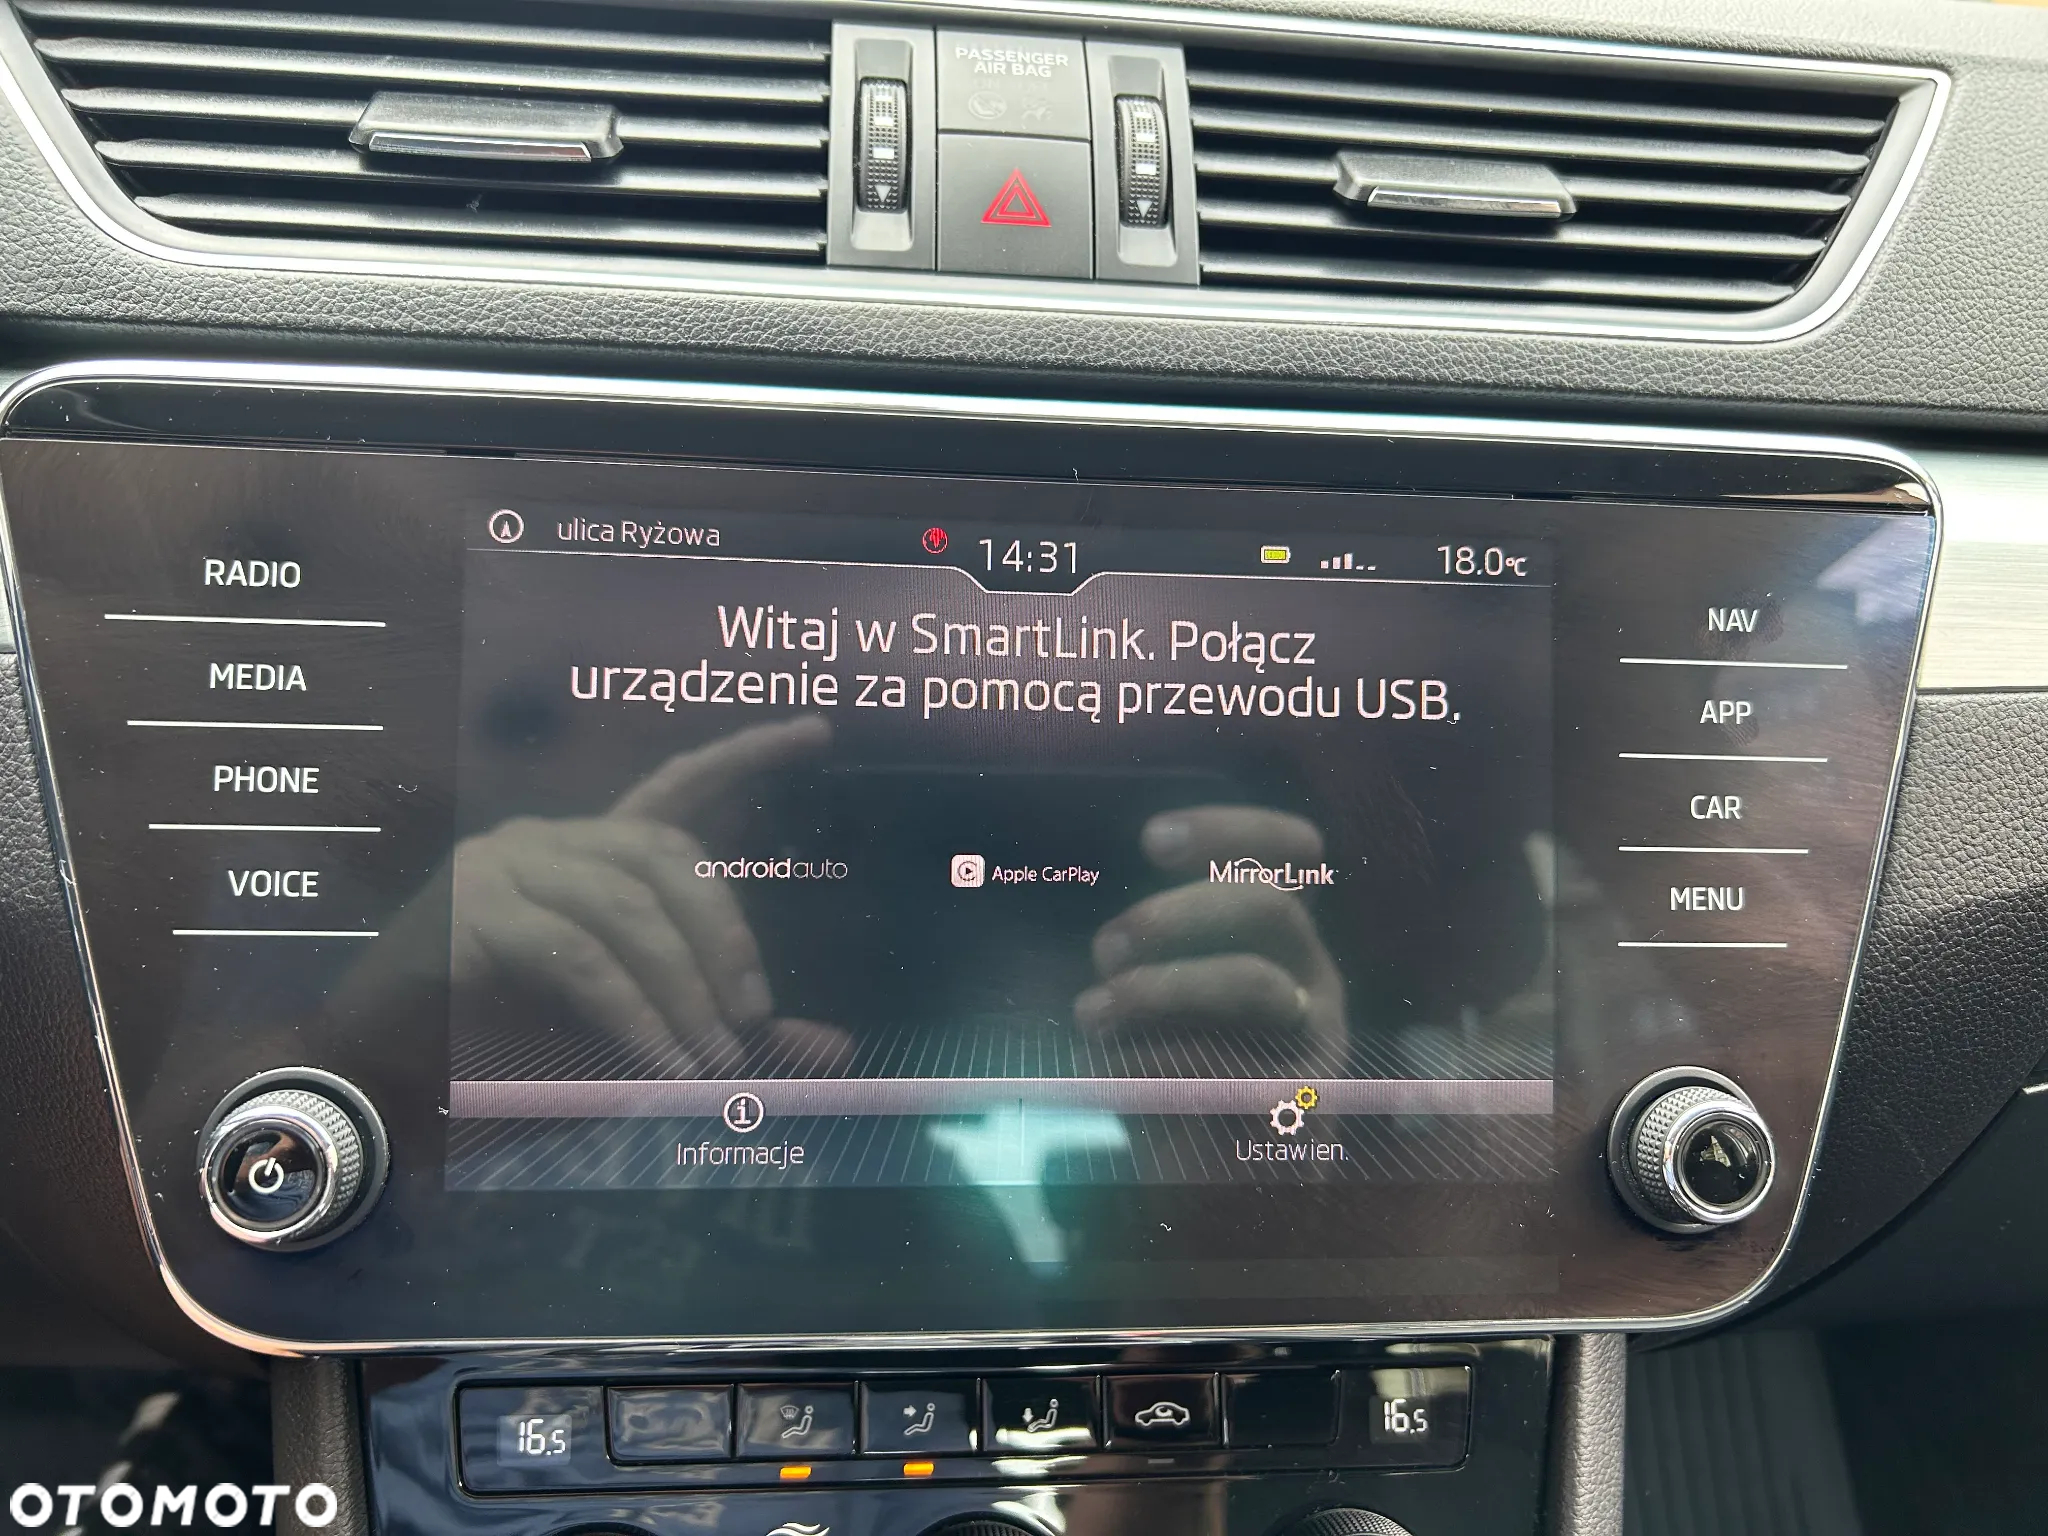 PASSENGER
AIR BAG
ulica Ryżowa
14:31
18.0°C
RADIO
MEDIA
PHONE
VOICE
Witaj w SmartLink. Połącz
urządzenie za pomocą przewodu USB.
androidauto
Apple CarPlay
MirrorLink
NAV
APP
CAR
MENU
Informacje
Ustawien.
16.5
16.5
OTOMOTO